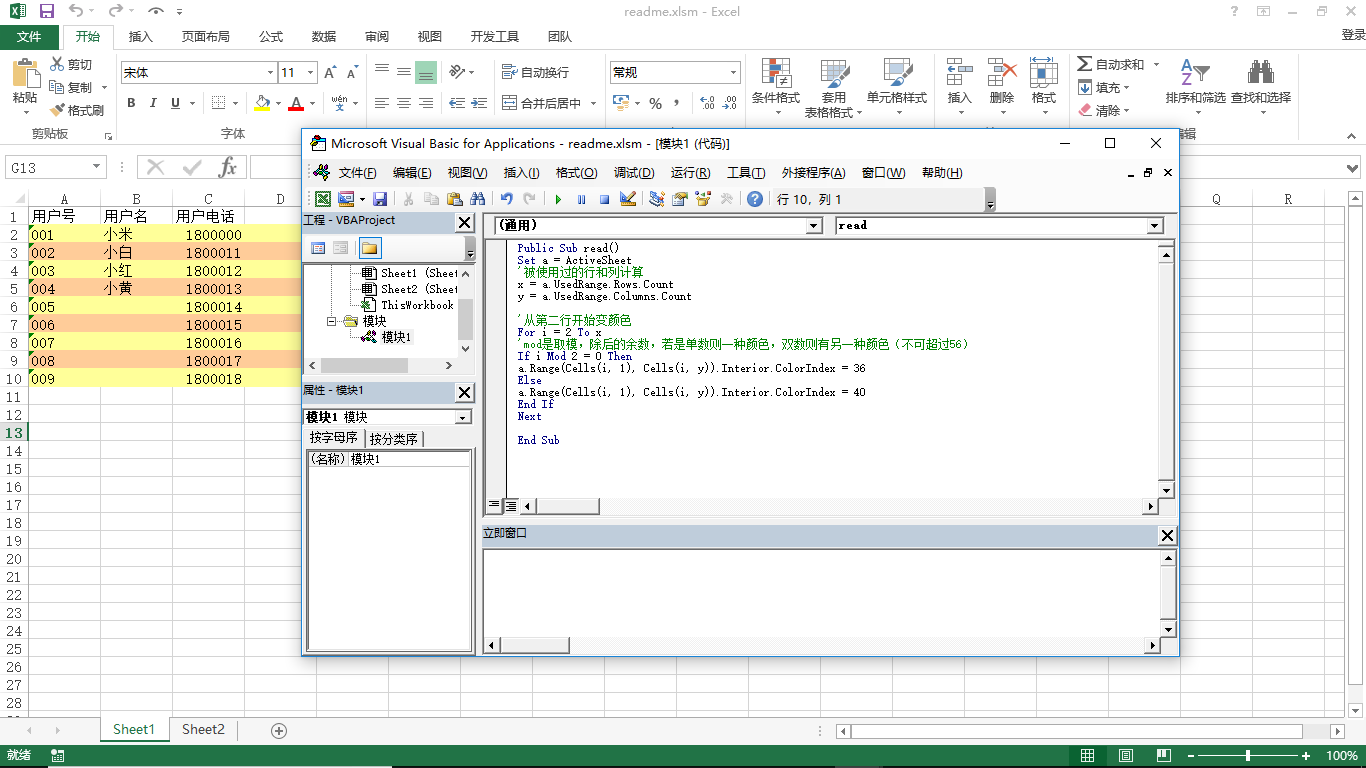 readme.xlsm - Excel
文件 开始 插入 页面布局 公式 数据 审阅 视图 开发工具 团队 登录
粘贴 剪切 复制 格式刷 剪贴板
宋体 11 B I U A wén 文 字体
自动换行
合并后居中
常规 % , .00
条件格式 套用表格格式 单元格样式
插入 删除 格式
自动求和 填充 清除
排序和筛选 查找和选择
编辑
G13 fx
A B C D Q R
1 用户号 用户名 用户电话
2 001 小米 1800000
3 002 小白 1800011
4 003 小红 1800012
5 004 小黄 1800013
6 005 1800014
7 006 1800015
8 007 1800016
9 008 1800017
10 009 1800018
11
12
13
14
15
16
17
18
19
20
21
22
23
24
25
26
27
28
Microsoft Visual Basic for Applications - readme.xlsm - [模块1 (代码)]
文件(F) 编辑(E) 视图(V) 插入(I) 格式(O) 调试(D) 运行(R) 工具(T) 外接程序(A) 窗口(W) 帮助(H)
行 10, 列 1
工程 - VBAProject
Sheet1 (Sheet
Sheet2 (Sheet
ThisWorkbook
模块
模块1
属性 - 模块1
模块1 模块
按字母序 按分类序
(名称) 模块1
(通用) read
Public Sub read()
Set a = ActiveSheet
'被使用过的行和列计算
x = a.UsedRange.Rows.Count
y = a.UsedRange.Columns.Count
'从第二行开始变颜色
For i = 2 To x
'mod是取模，除后的余数，若是单数则一种颜色，双数则有另一种颜色（不可超过56）
If i Mod 2 = 0 Then
a.Range(Cells(i, 1), Cells(i, y)).Interior.ColorIndex = 36
Else
a.Range(Cells(i, 1), Cells(i, y)).Interior.ColorIndex = 40
End If
Next
End Sub
立即窗口
Sheet1 Sheet2
就绪 100%